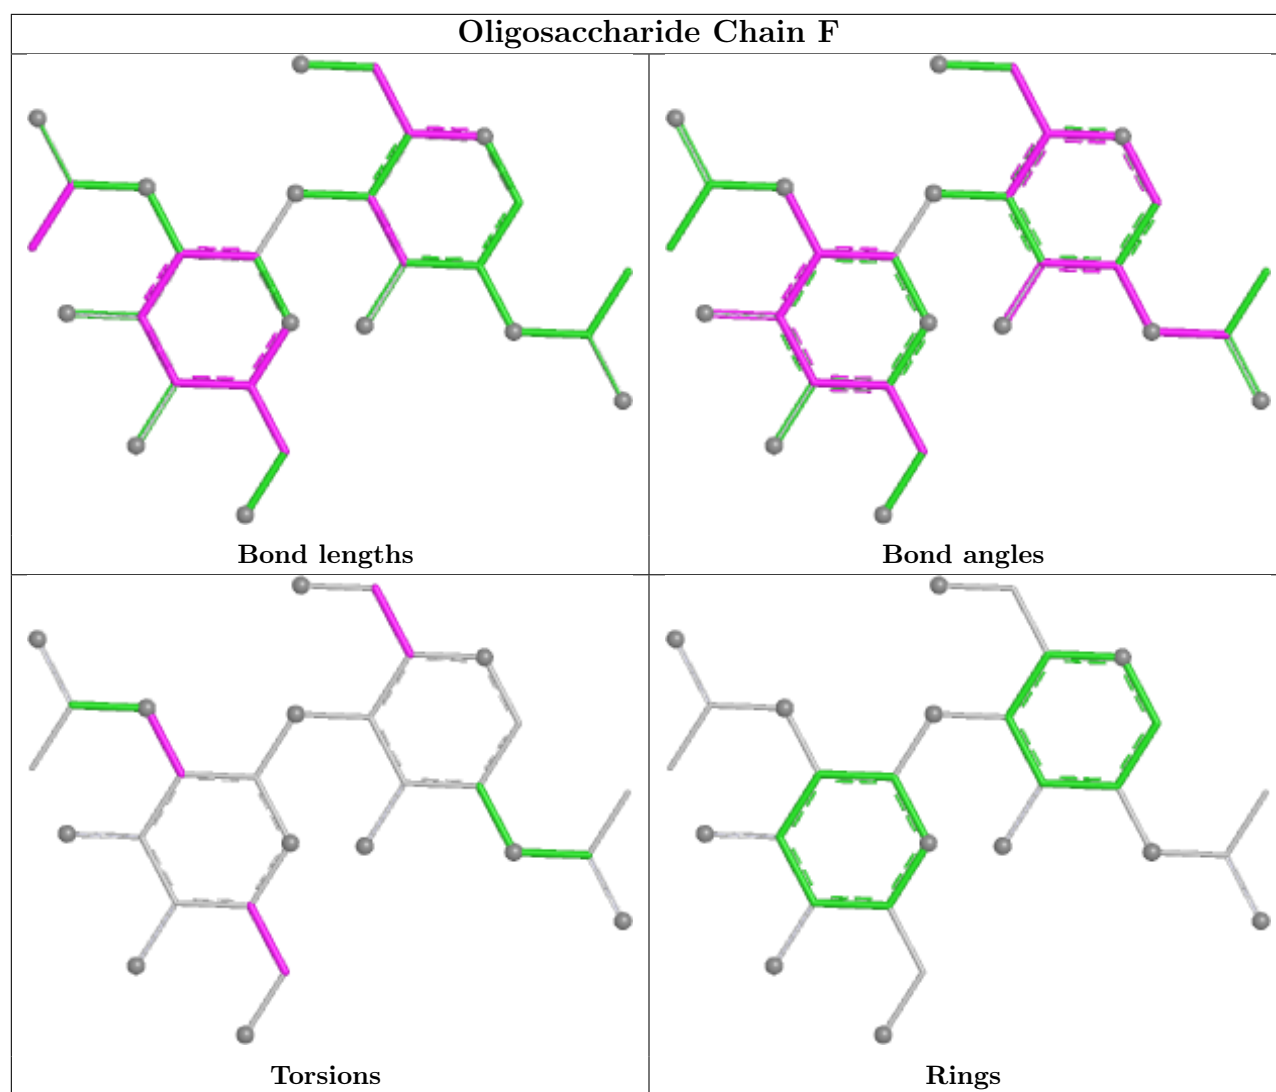 Oligosaccharide Chain F
Bond lengths
Bond angles
Torsions
Rings